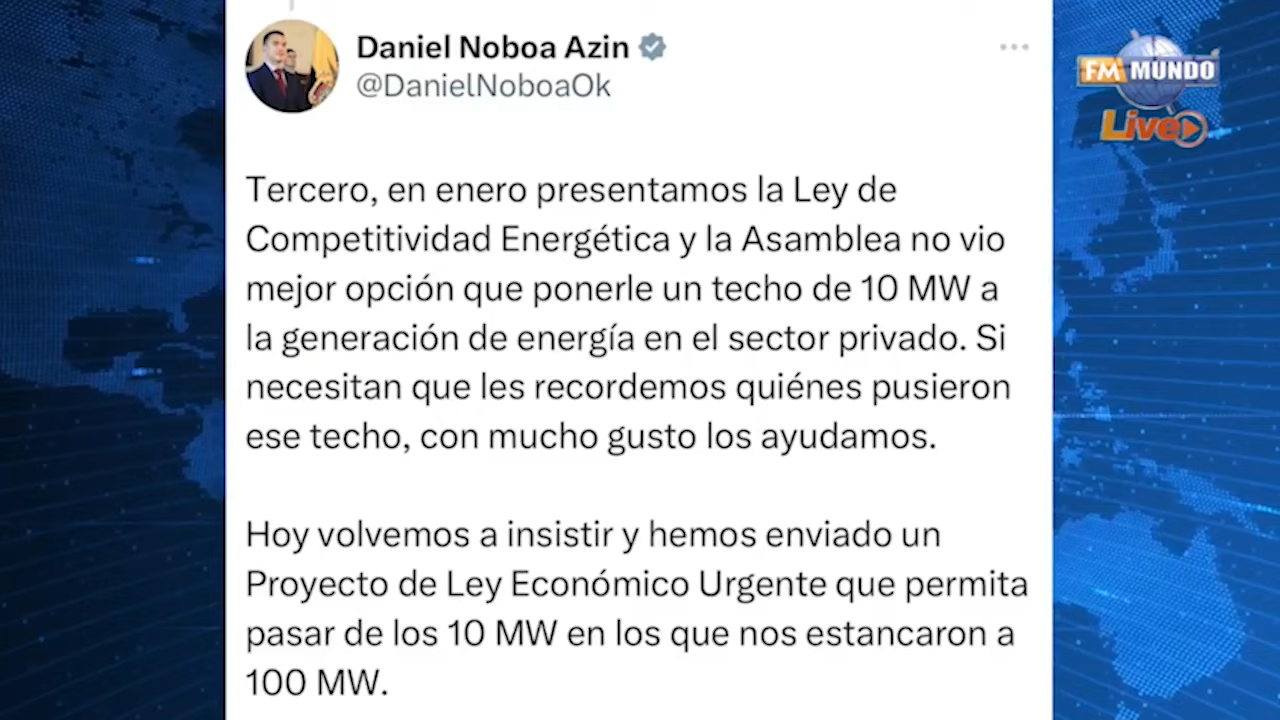 Daniel Noboa Azin
@DanielNoboaOk
FM MUNDO
Live
Tercero, en enero presentamos la Ley de
Competitividad Energética y la Asamblea no vio
mejor opción que ponerle un techo de 10 MW a
la generación de energía en el sector privado. Si
necesitan que les recordemos quiénes pusieron
ese techo, con mucho gusto los ayudamos.
Hoy volvemos a insistir y hemos enviado un
Proyecto de Ley Económico Urgente que permita
pasar de los 10 MW en los que nos estancaron a
100 MW.